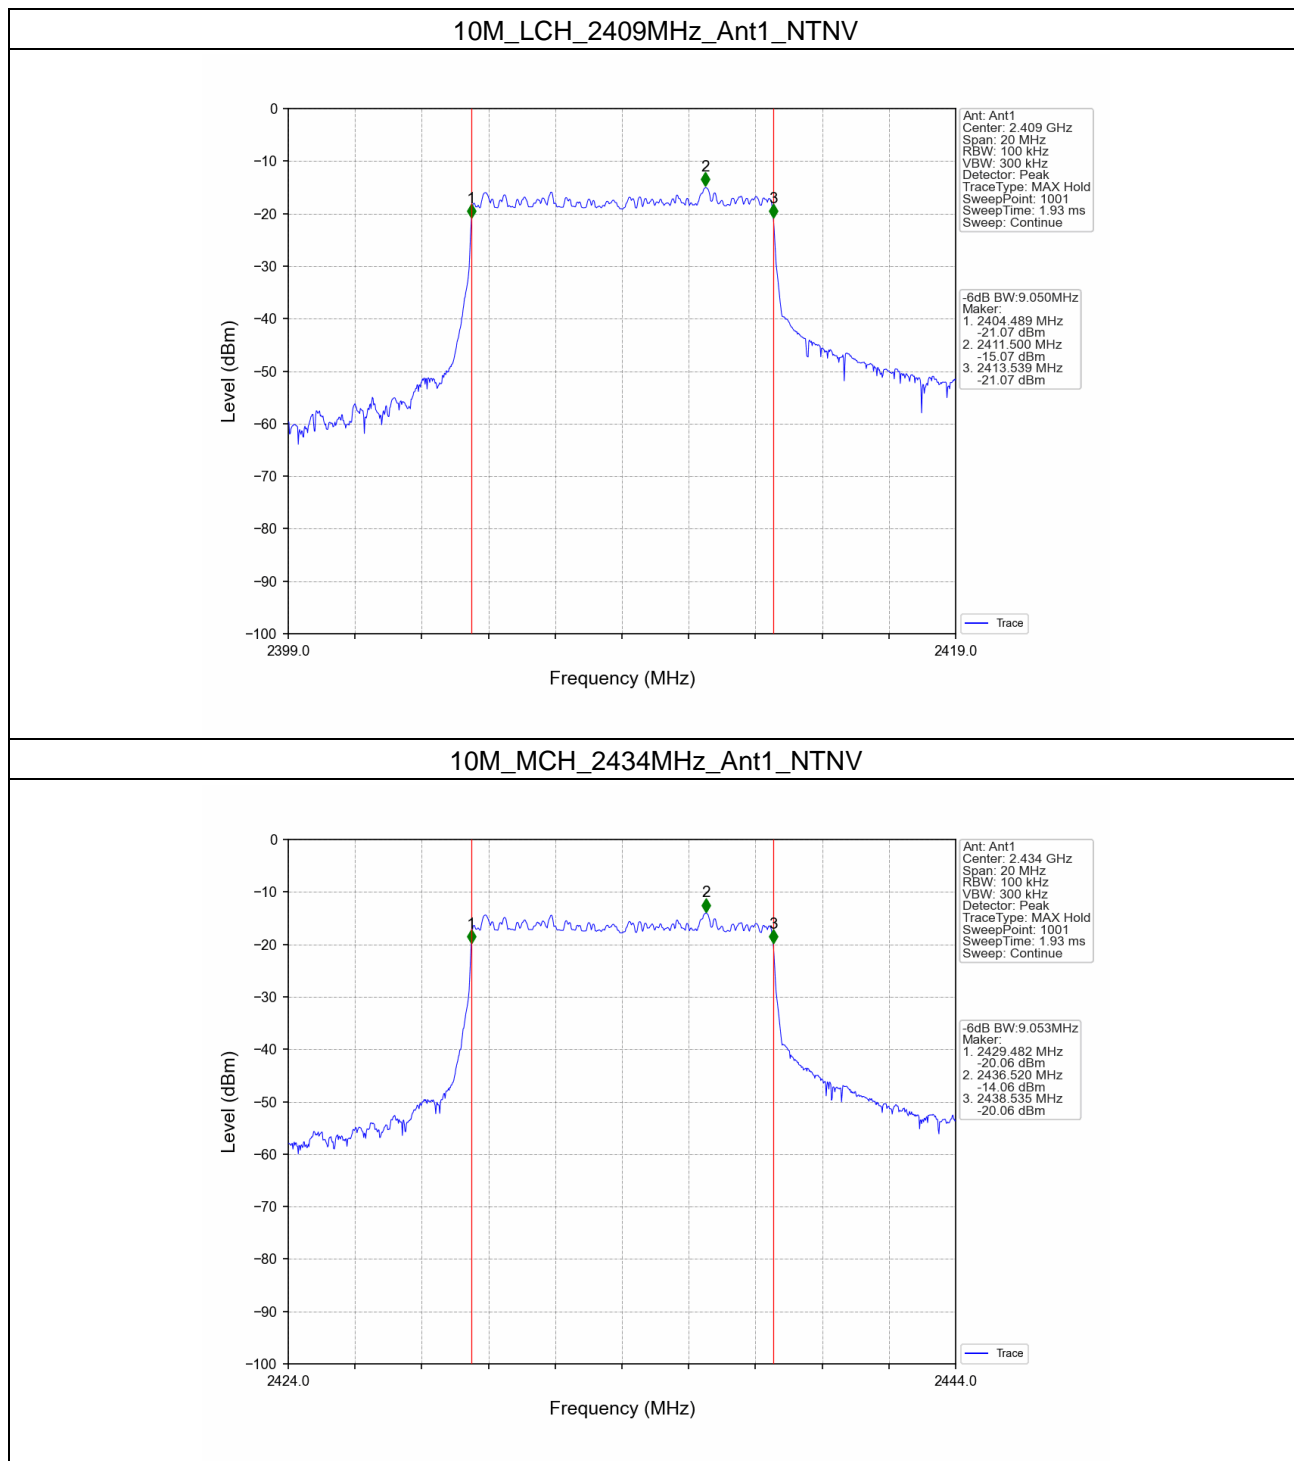 10M_LCH_2409MHz_Ant1_NTNV
0
−10
−20
−30
−40
−50
−60
−70
−80
−90
−100
Level (dBm)
1
2
3
2399.0
2419.0
Frequency (MHz)
Ant: Ant1
Center: 2.409 GHz
Span: 20 MHz
RBW: 100 kHz
VBW: 300 kHz
Detector: Peak
TraceType: MAX Hold
SweepPoint: 1001
SweepTime: 1.93 ms
Sweep: Continue
-6dB BW:9.050MHz
Maker:
1. 2404.489 MHz
-21.07 dBm
2. 2411.500 MHz
-15.07 dBm
3. 2413.539 MHz
-21.07 dBm
Trace
10M_MCH_2434MHz_Ant1_NTNV
0
−10
−20
−30
−40
−50
−60
−70
−80
−90
−100
Level (dBm)
1
2
3
2424.0
2444.0
Frequency (MHz)
Ant: Ant1
Center: 2.434 GHz
Span: 20 MHz
RBW: 100 kHz
VBW: 300 kHz
Detector: Peak
TraceType: MAX Hold
SweepPoint: 1001
SweepTime: 1.93 ms
Sweep: Continue
-6dB BW:9.053MHz
Maker:
1. 2429.482 MHz
-20.06 dBm
2. 2436.520 MHz
-14.06 dBm
3. 2438.535 MHz
-20.06 dBm
Trace